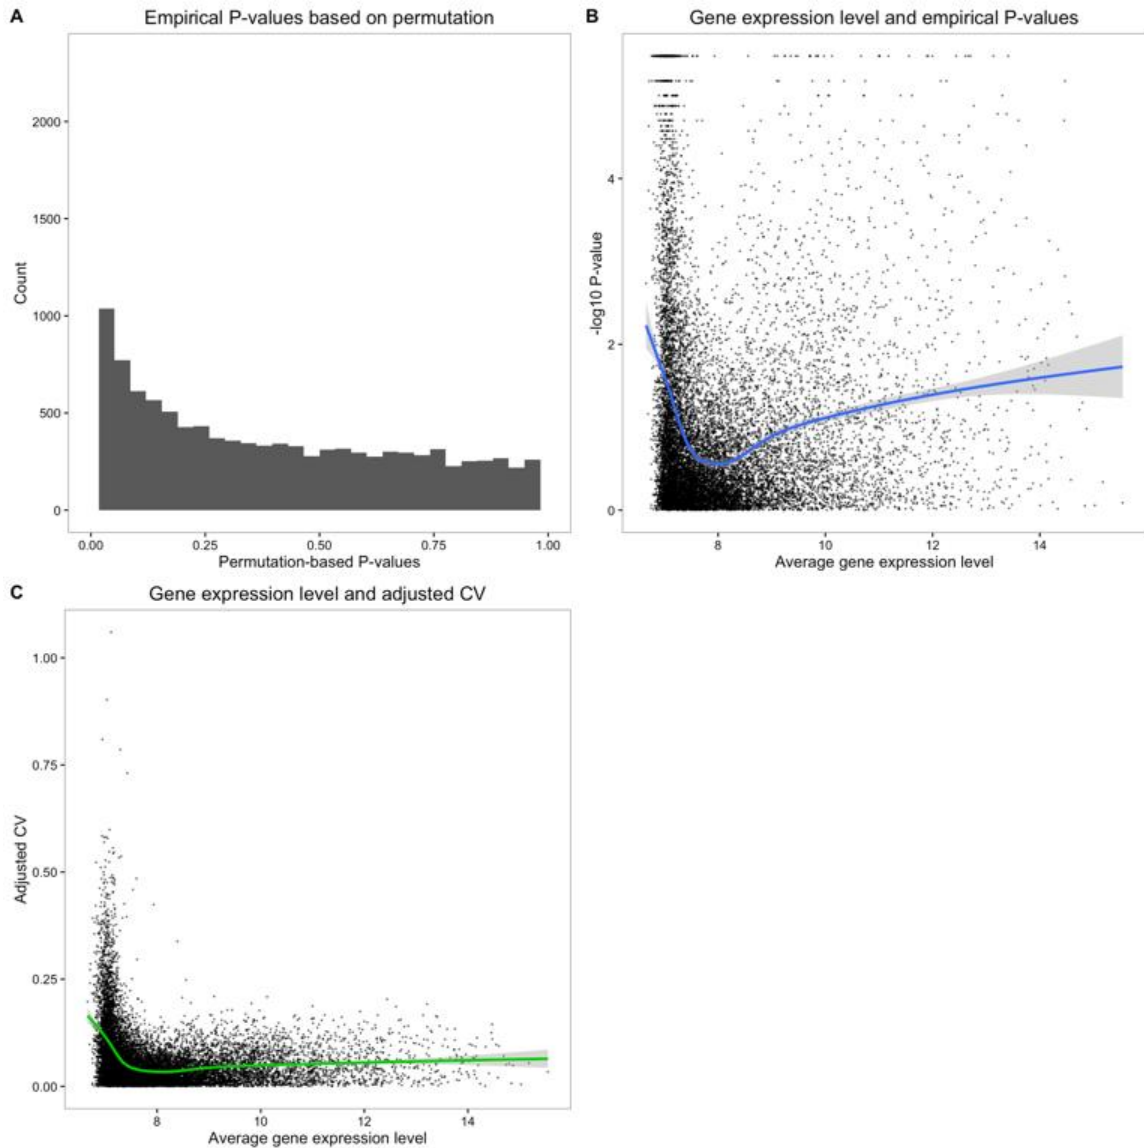 A
Empirical P-values based on permutation
Count
2000
1500
1000
500
0
0.00 0.25 0.50 0.75 1.00
Permutation-based P-values
B
Gene expression level and empirical P-values
-log10 P-value
4
2
0
8 10 12 14
Average gene expression level
C
Gene expression level and adjusted CV
Adjusted CV
1.00
0.75
0.50
0.25
0.00
8 10 12 14
Average gene expression level